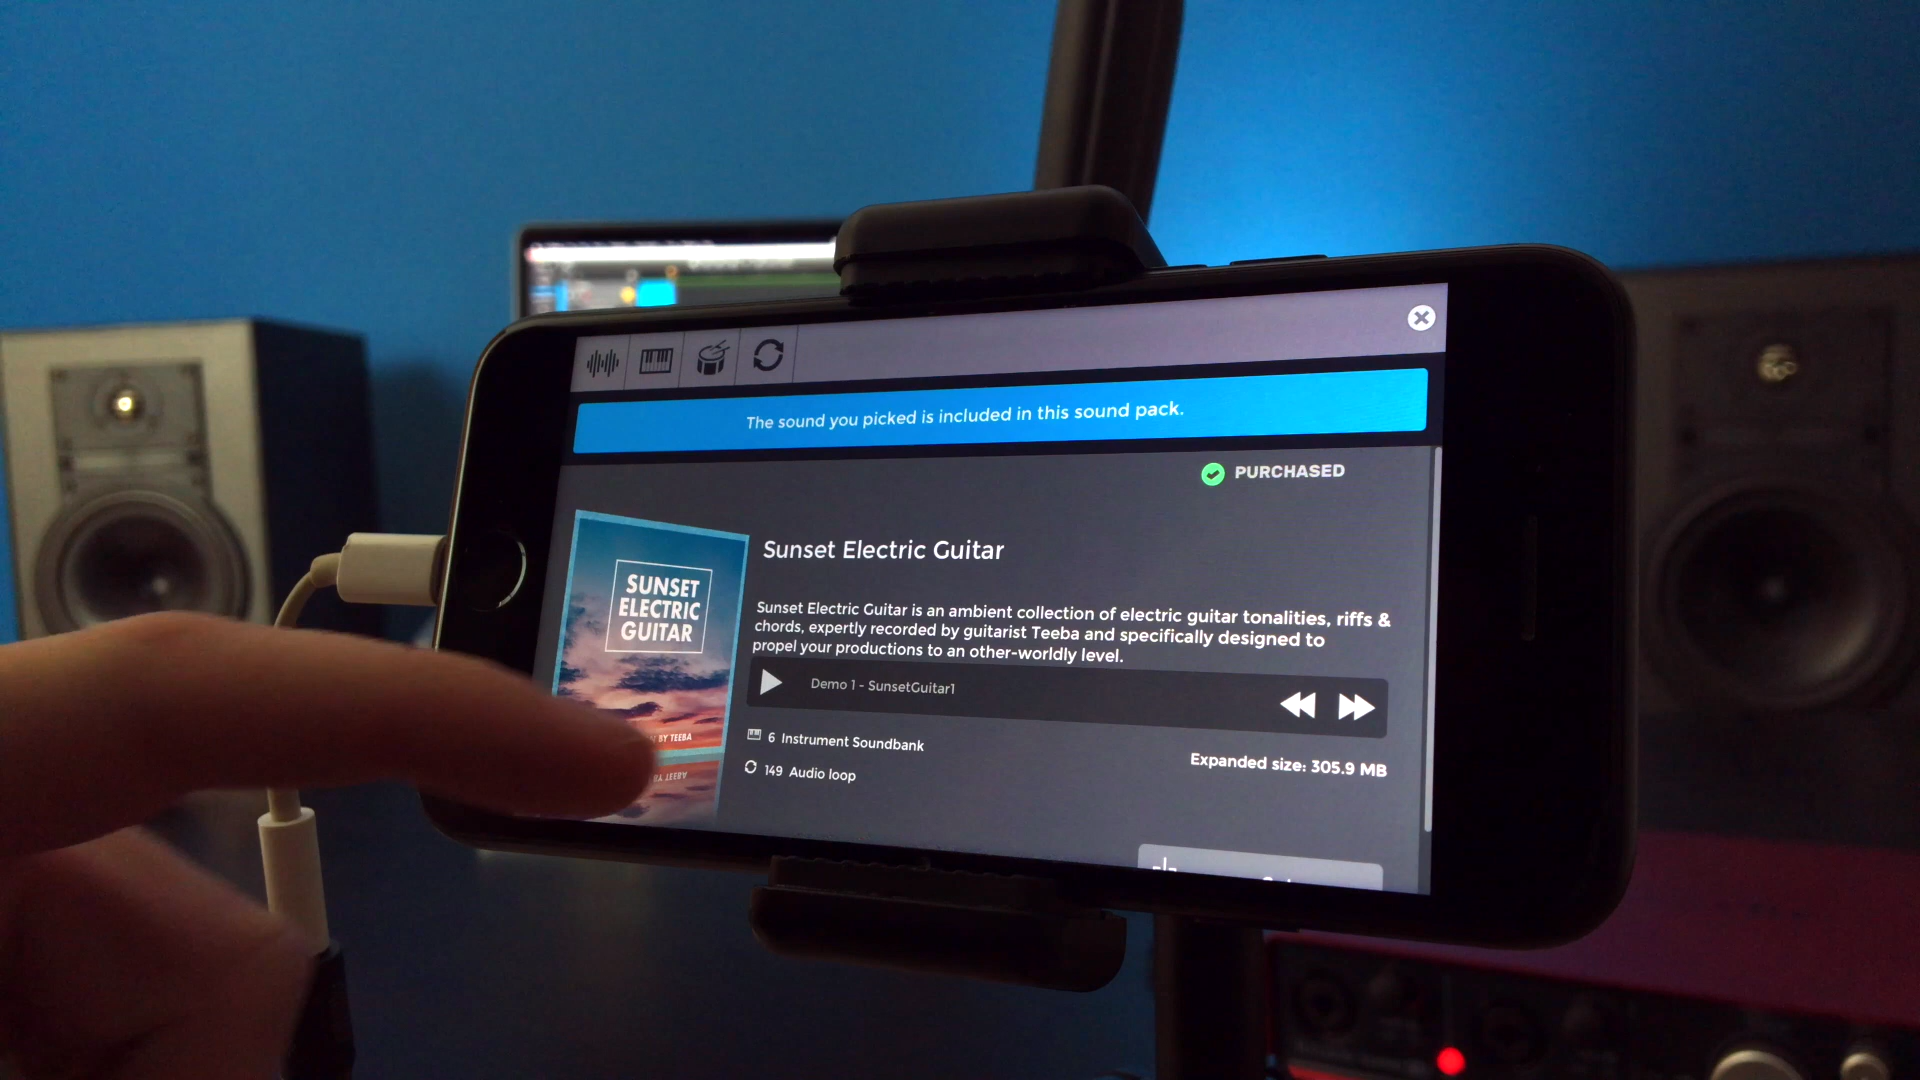 The sound you picked is included in this sound pack.
PURCHASED
SUNSET
ELECTRIC
GUITAR
BY TEEBA
Sunset Electric Guitar
Sunset Electric Guitar is an ambient collection of electric guitar tonalities, riffs &
chords, expertly recorded by guitarist Teeba and specifically designed to
propel your productions to an other-worldly level.
Demo 1 - SunsetGuitar1
6 Instrument Soundbank
149 Audio loop
Expanded size: 305.9 MB